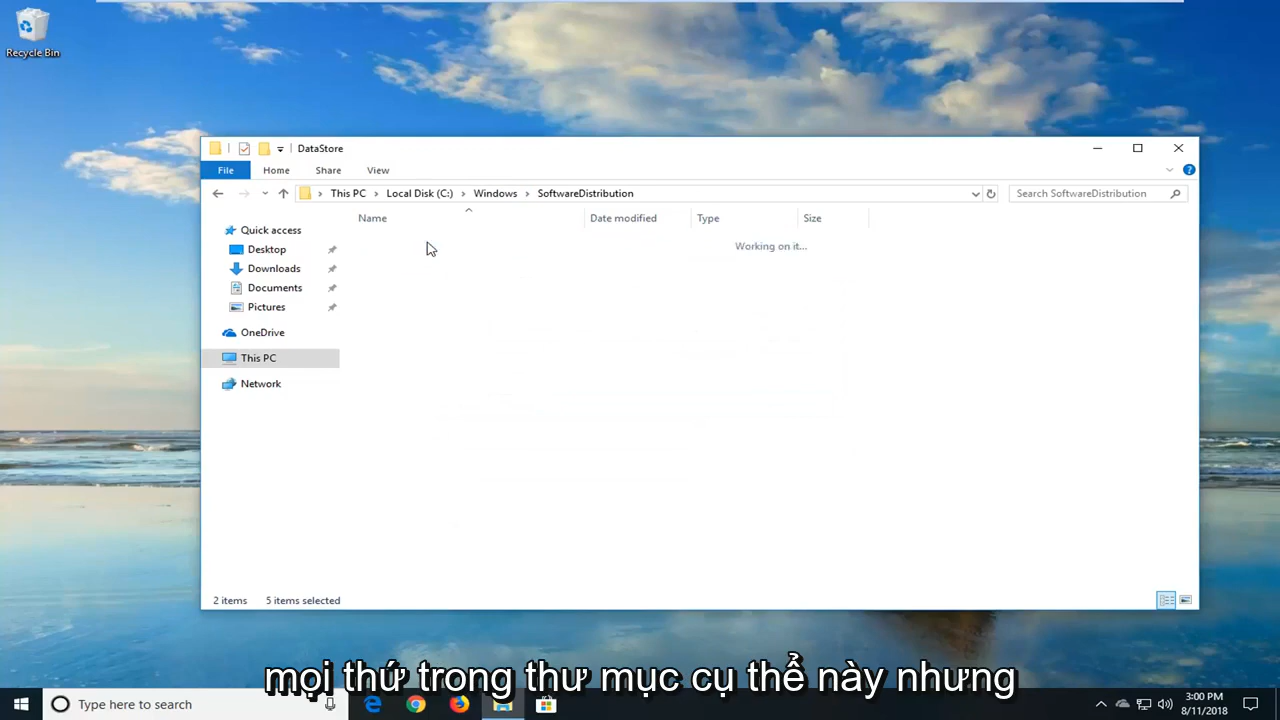 Recycle Bin
DataStore
File
Home
Share
View
This PC
Local Disk (C:)
Windows
SoftwareDistribution
Search SoftwareDistribution
Name
Date modified
Type
Size
Quick access
Working on it...
Desktop
Downloads
Documents
Pictures
OneDrive
This PC
Network
2 items
5 items selected
mọi thứ trong thư mục cụ thể này nhưng
Type here to search
3:00 PM
8/11/2018